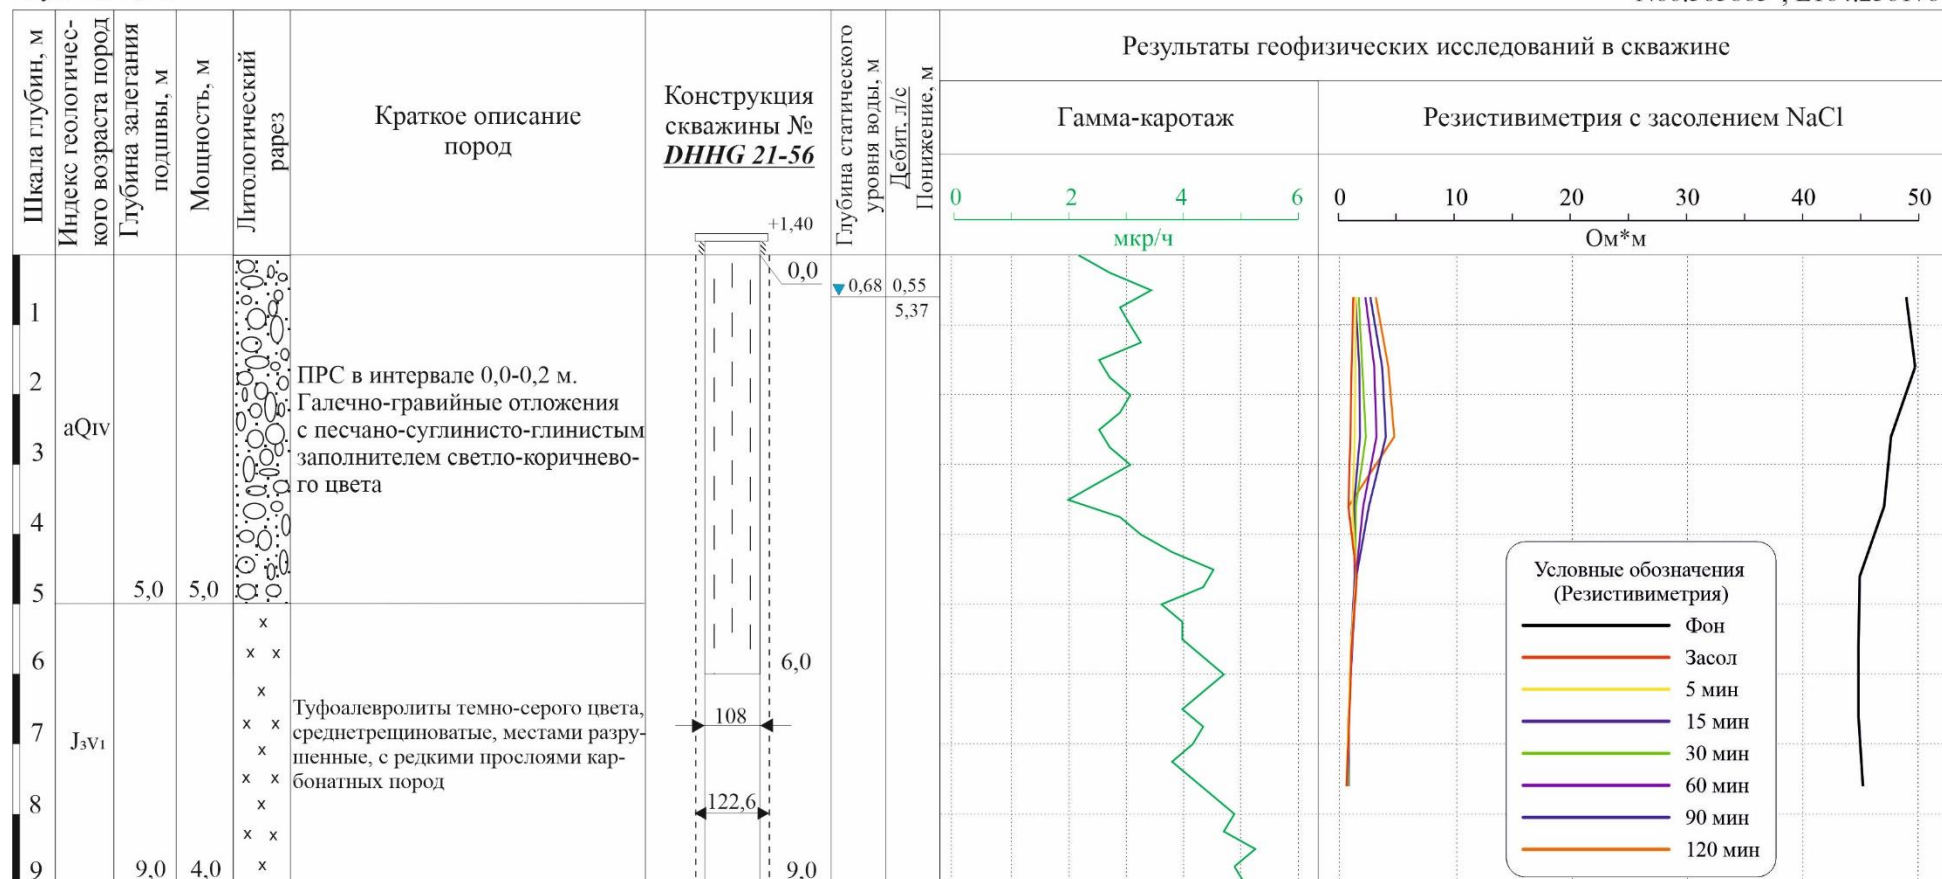 Результаты геофизических исследований в скважине
Шкала глубин, м
Индекс геологичес-
кого возраста пород
Глубина залегания
подшвы, м
Мощность, м
Литологический
рарез
Краткое описание
пород
Конструкция
скважины №
DHHG 21-56
Глубина статического
уровня воды, м
Дебит, л/с
Понижение, м
Гамма-каротаж
Резистивиметрия с засолением NaCl
0 2 4 6
мкр/ч
0 10 20 30 40 50
Ом*м
+1,40
0,0
0,68 0,55
5,37
1
2
3
4
5
6
7
8
9
aQIV
5,0 5,0
ПРС в интервале 0,0-0,2 м.
Галечно-гравийные отложения
с песчано-суглинисто-глинистым
заполнителем светло-коричнево-
го цвета
J₃v₁
9,0 4,0
Туфоалевролиты темно-серого цвета,
среднетрещиноватые, местами разру-
шенные, с редкими прослоями кар-
бонатных пород
6,0
108
122,6
9,0
Условные обозначения
(Резистивиметрия)
Фон
Засол
5 мин
15 мин
30 мин
60 мин
90 мин
120 мин